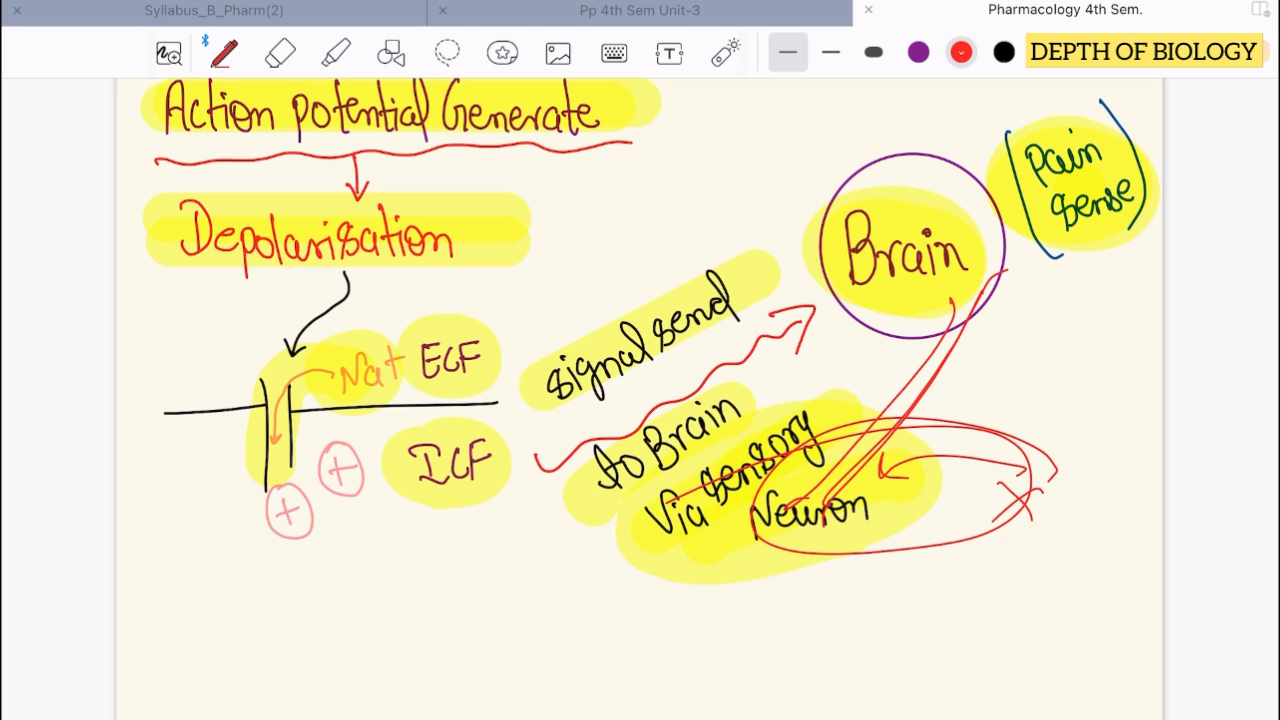 Syllabus_B_Pharm(2)
Pp 4th Sem Unit-3
Pharmacology 4th Sem.
DEPTH OF BIOLOGY
Action potential Generate
Depolarisation
Na+ ECF
ICF
signal send
to Brain
Via sensory
Neuron
Brain
Pain
sense